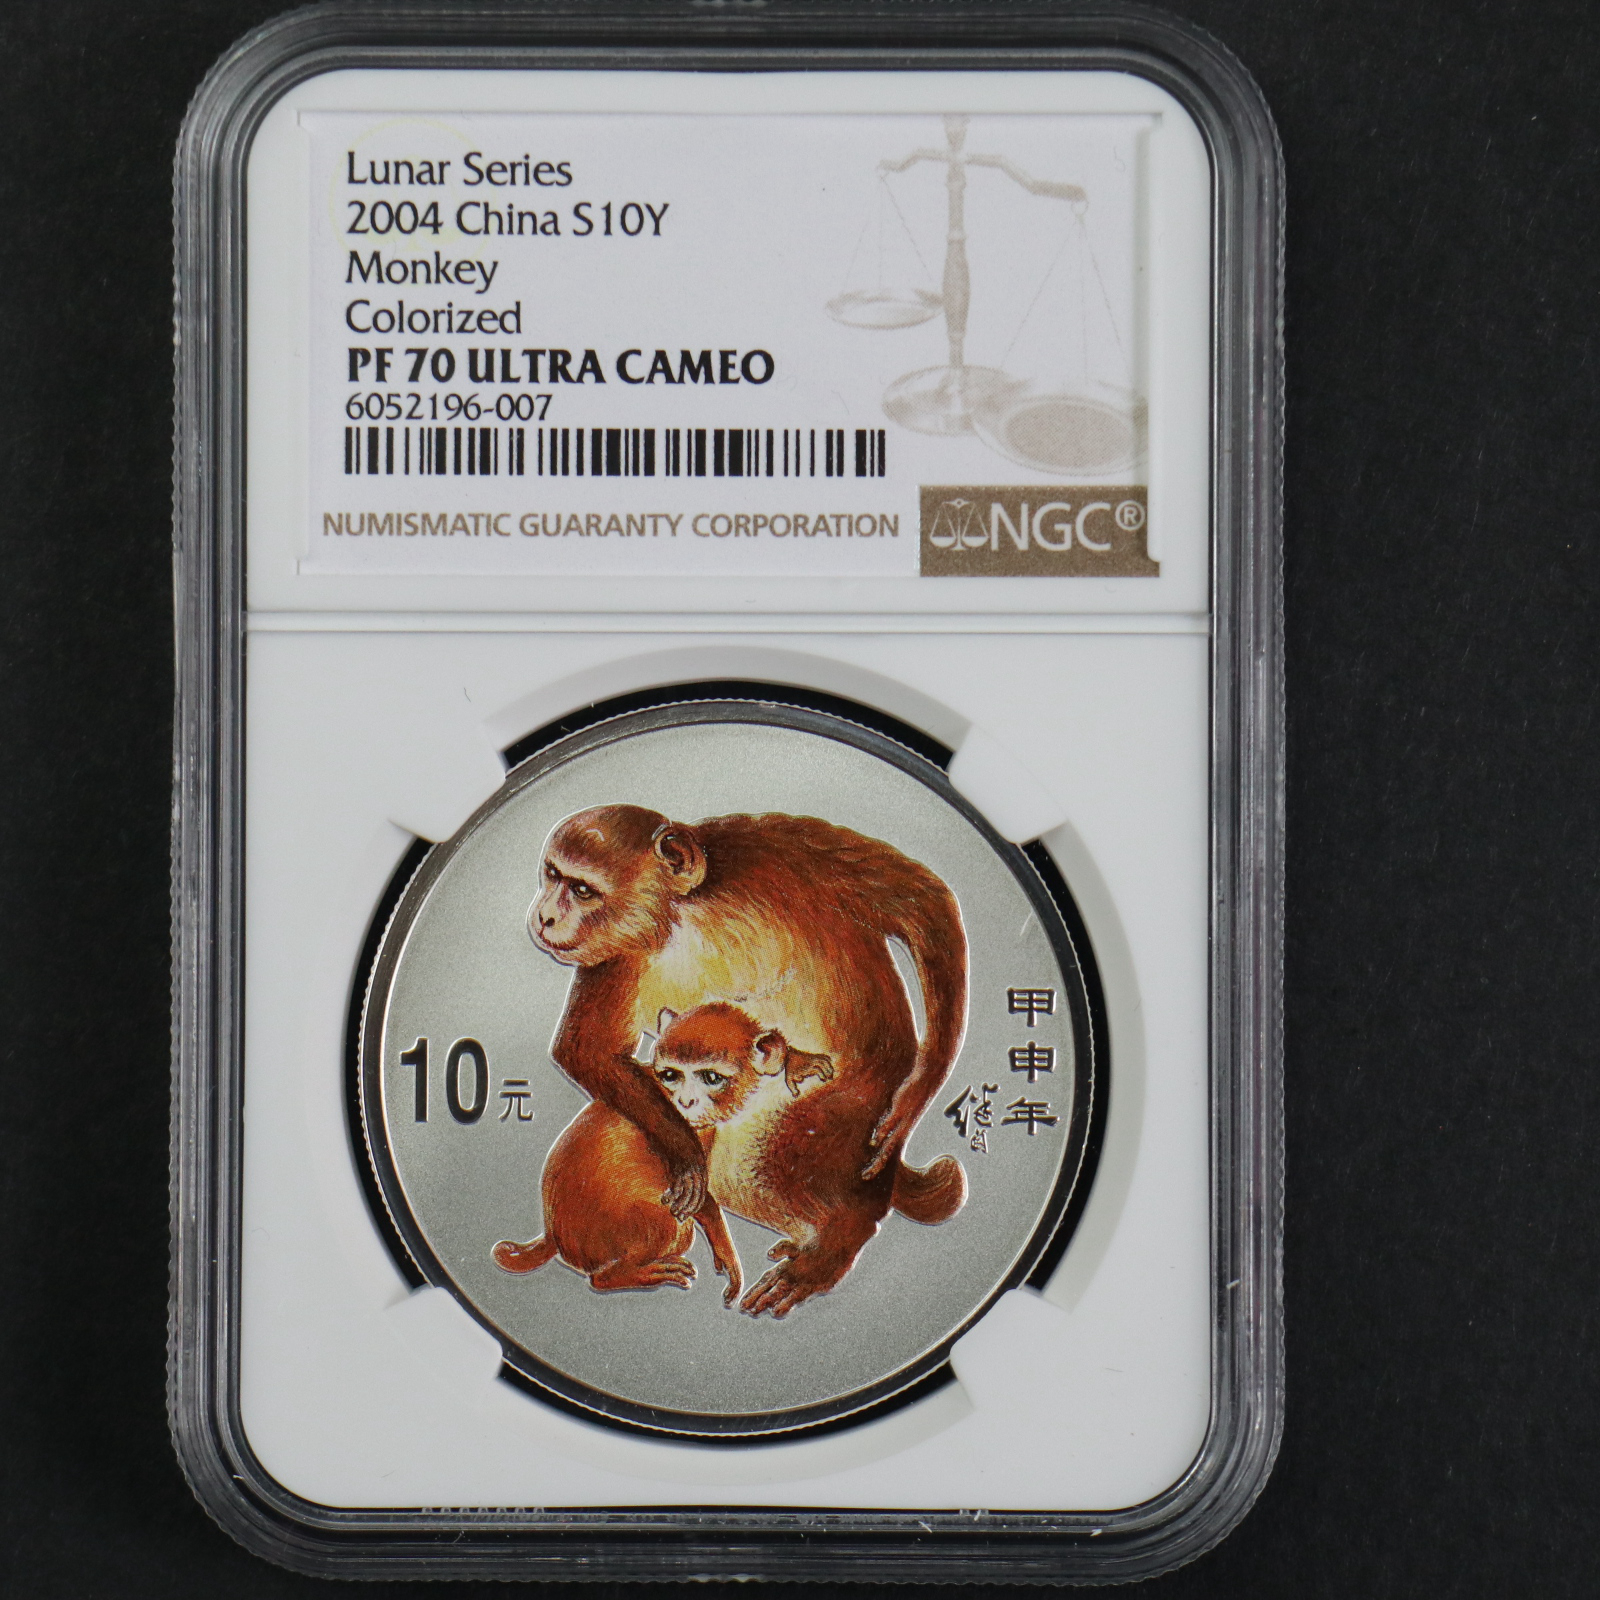 Lunar Series
2004 China S10Y
Monkey
Colorized
PF 70 ULTRA CAMEO
6052196-007
NUMISMATIC GUARANTY CORPORATION
NGC®
10元
甲申年